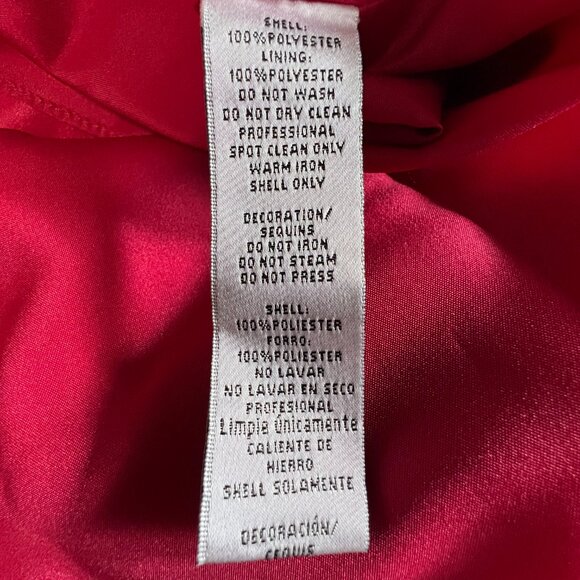 SHELL:
100%POLYESTER
LINING:
100%POLYESTER
DO NOT WASH
DO NOT DRY CLEAN
PROFESSIONAL
SPOT CLEAN ONLY
WARM IRON
SHELL ONLY
DECORATION/
SEQUINS
DO NOT IRON
DO NOT STEAM
DO NOT PRESS
SHELL:
100%POLIESTER
FORRO:
100%POLIESTER
NO LAVAR
NO LAVAR EN SECO
PROFESIONAL
Limpie únicamente
CALIENTE DE
HIERRO
SHELL SOLAMENTE
DECORACIÓN/